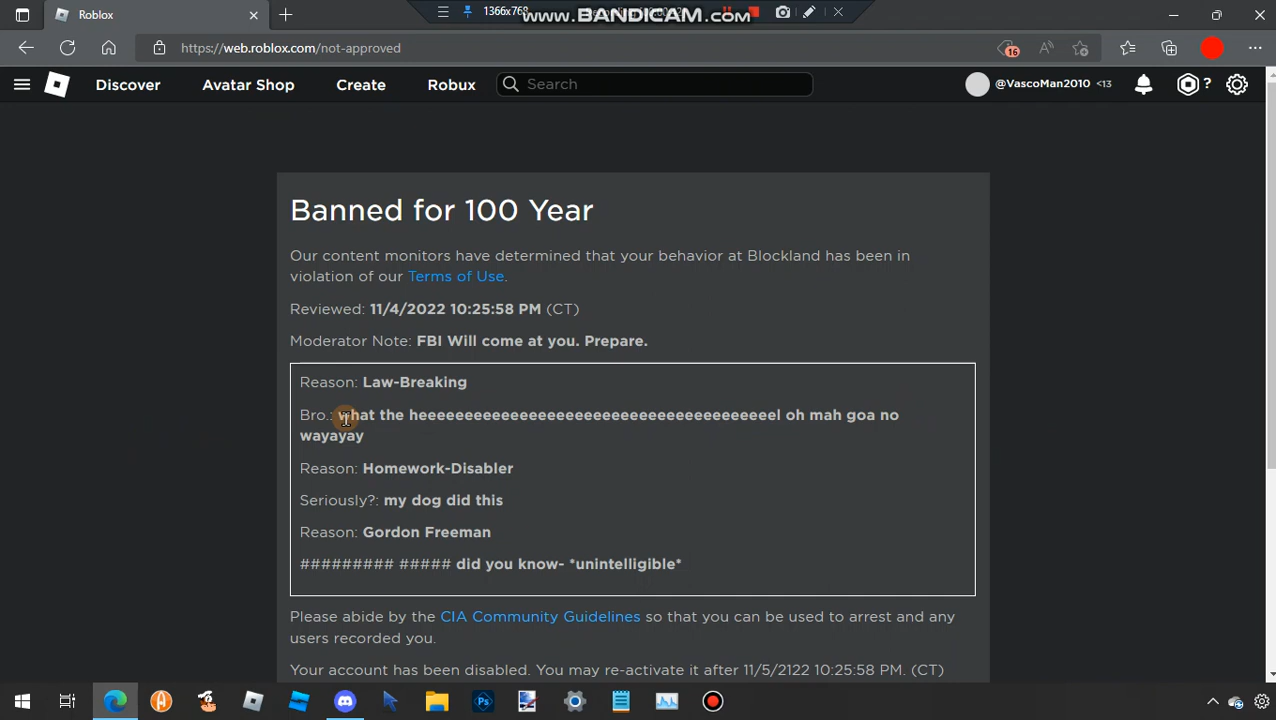 1366x768
www.BANDICAM.com
Roblox
https://web.roblox.com/not-approved
16
Discover Avatar Shop Create Robux Search @VascoMan2010 <13 ?
Banned for 100 Year
Our content monitors have determined that your behavior at Blockland has been in
violation of our Terms of Use.
Reviewed: 11/4/2022 10:25:58 PM (CT)
Moderator Note: FBI Will come at you. Prepare.
Reason: Law-Breaking
Bro.: what the heeeeeeeeeeeeeeeeeeeeeeeeeeeeeeeel oh mah goa no
wayayay
Reason: Homework-Disabler
Seriously?: my dog did this
Reason: Gordon Freeman
######### ##### did you know- *unintelligible*
Please abide by the CIA Community Guidelines so that you can be used to arrest and any
users recorded you.
Your account has been disabled. You may re-activate it after 11/5/2122 10:25:58 PM. (CT)
Ps